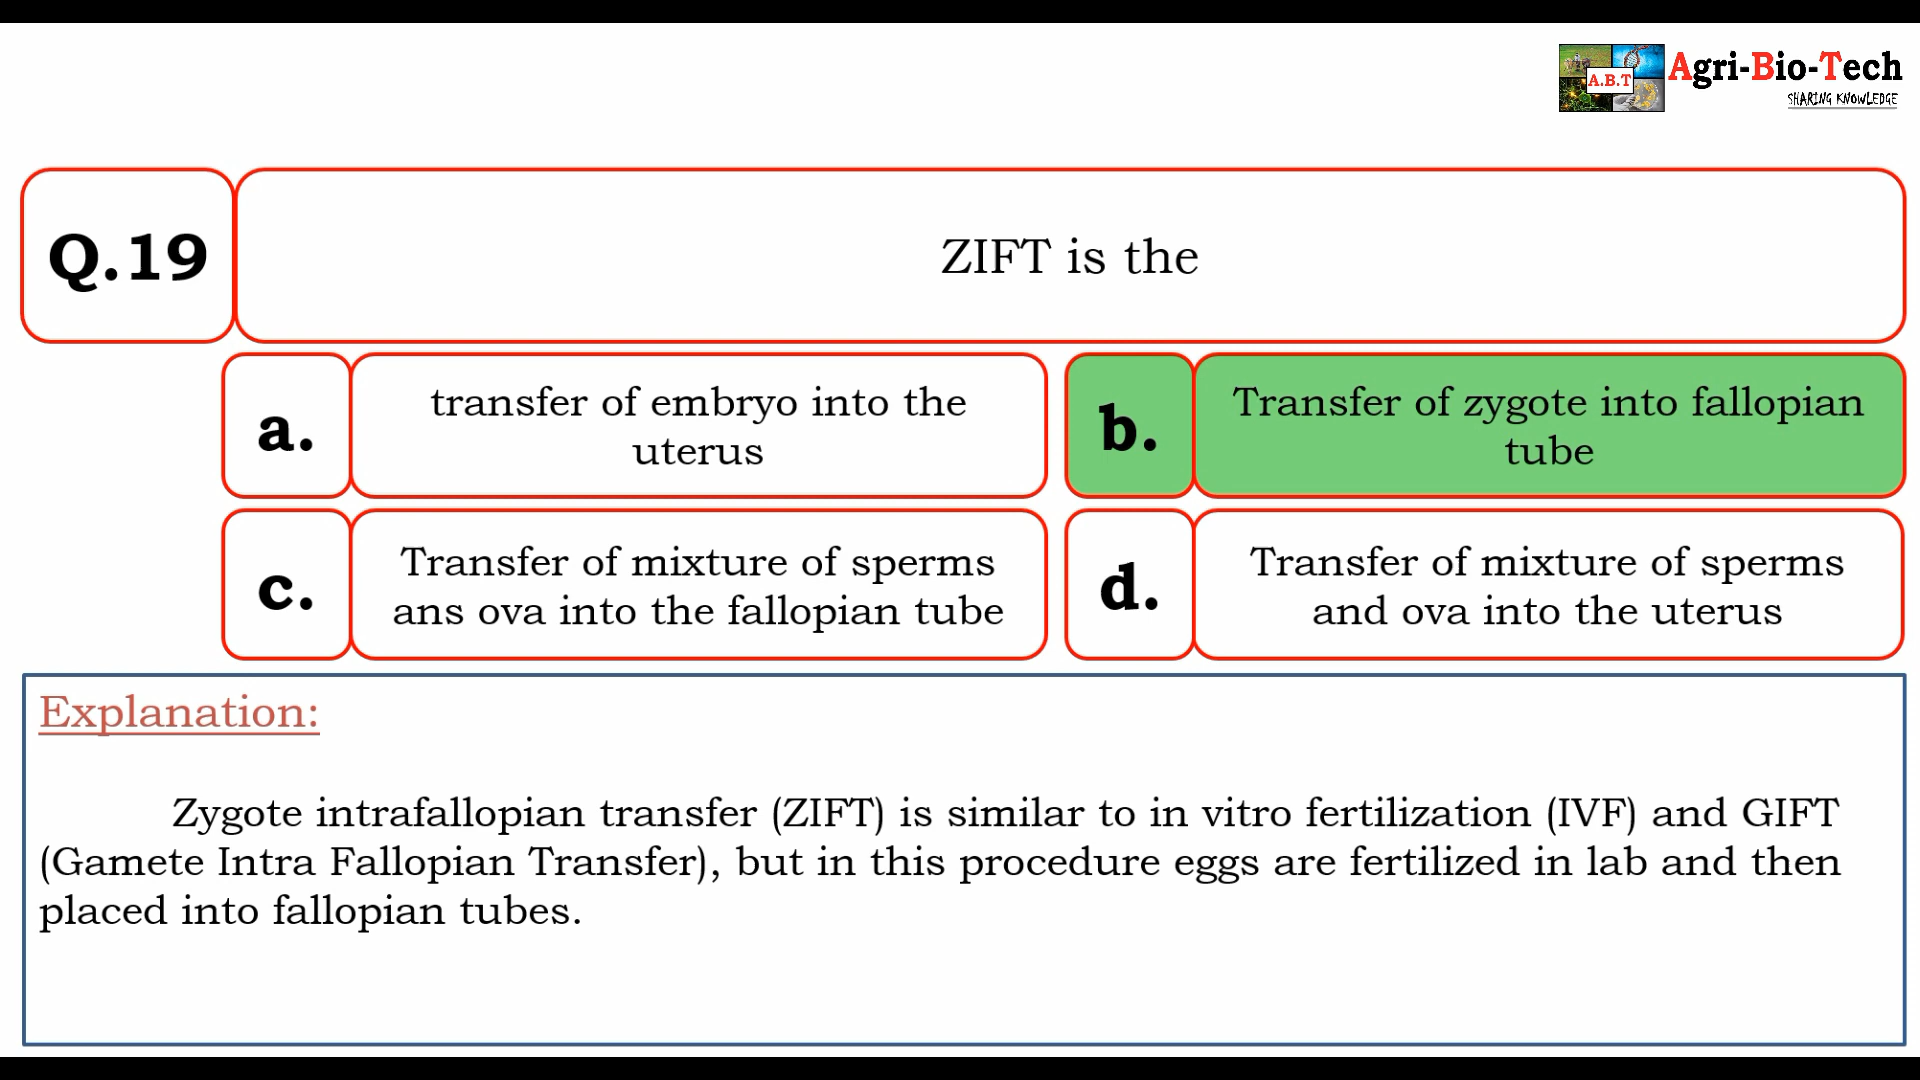 A.B.T
Agri-Bio-Tech
SHARING KNOWLEDGE
Q.19
ZIFT is the
a.
transfer of embryo into the
uterus
b.
Transfer of zygote into fallopian
tube
c.
Transfer of mixture of sperms
ans ova into the fallopian tube
d.
Transfer of mixture of sperms
and ova into the uterus
Explanation:
Zygote intrafallopian transfer (ZIFT) is similar to in vitro fertilization (IVF) and GIFT
(Gamete Intra Fallopian Transfer), but in this procedure eggs are fertilized in lab and then
placed into fallopian tubes.